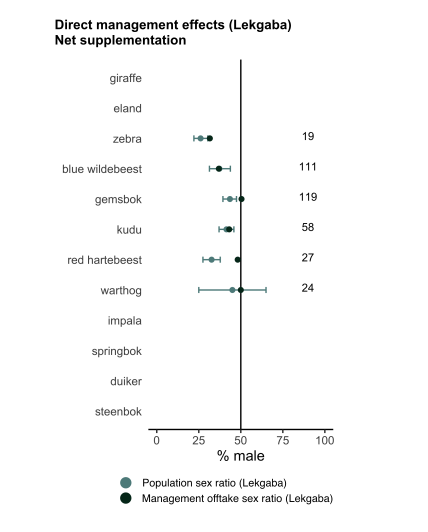 Direct management effects (Lekgaba)
Net supplementation
giraffe
eland
zebra 19
blue wildebeest 111
gemsbok 119
kudu 58
red hartebeest 27
warthog 24
impala
springbok
duiker
steenbok
0 25 50 75 100
% male
Population sex ratio (Lekgaba)
Management offtake sex ratio (Lekgaba)